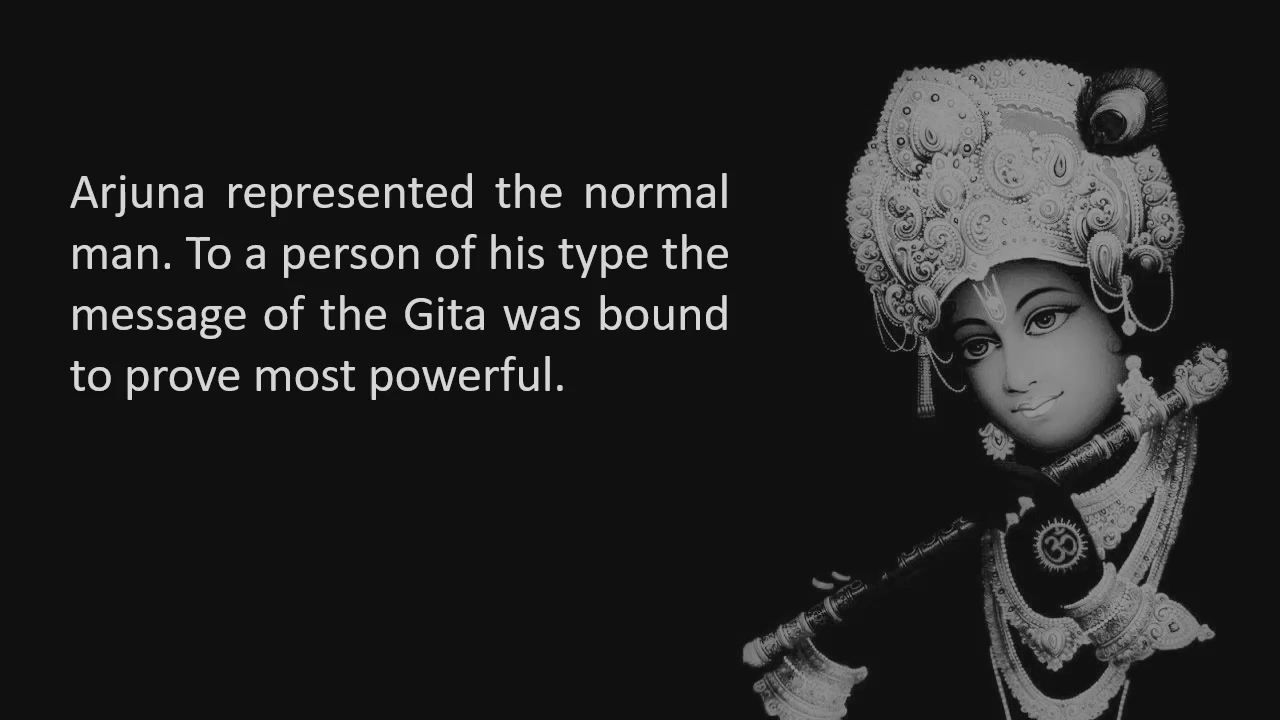 Arjuna represented the normal
man. To a person of his type the
message of the Gita was bound
to prove most powerful.
ॐ